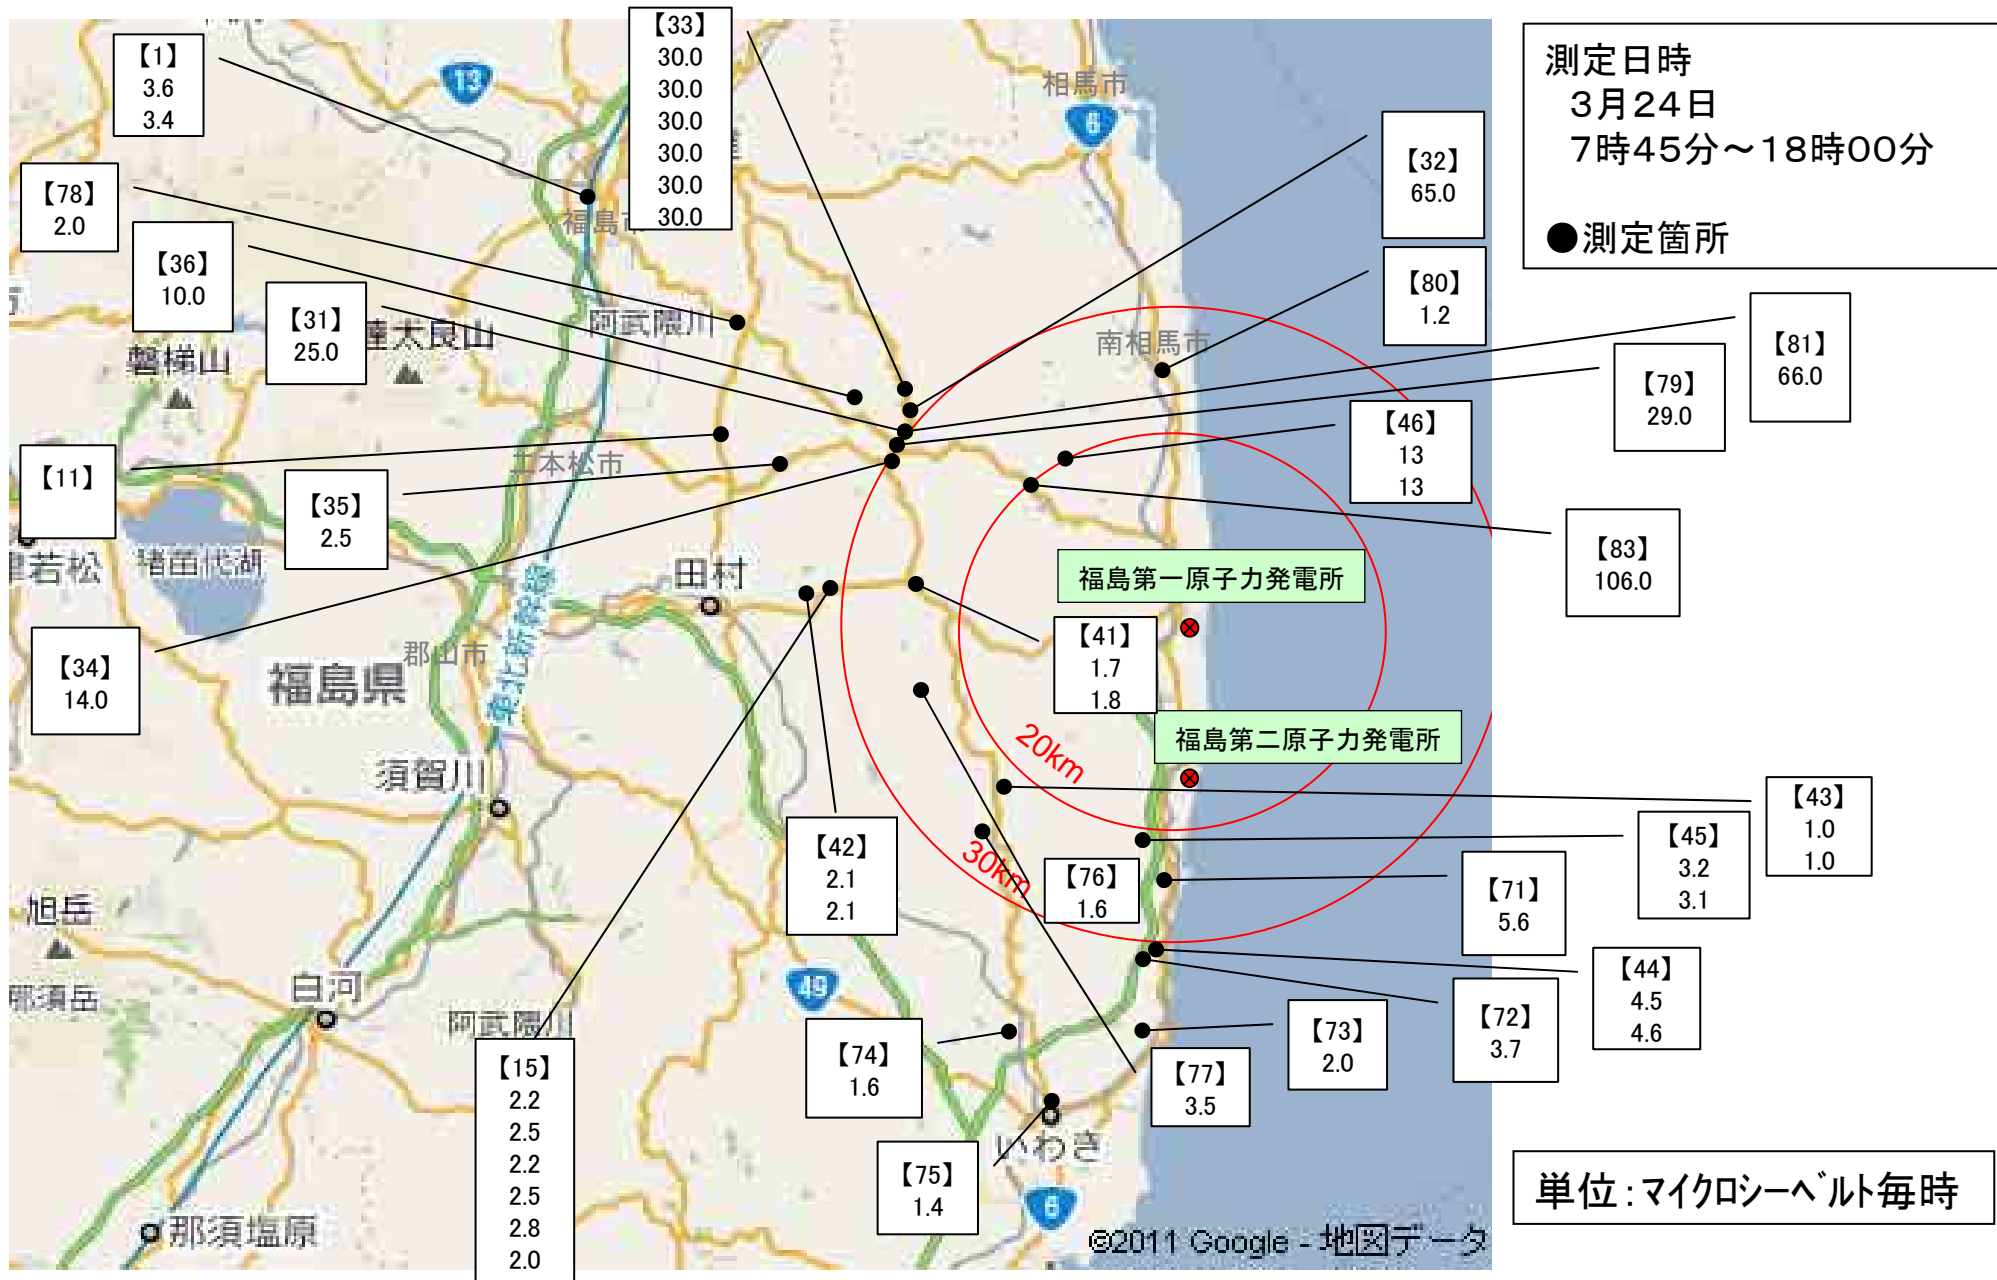 【1】
3.6
3.4
【33】
30.0
30.0
30.0
30.0
30.0
30.0
測定日時
3月24日
7時45分～18時00分
●測定箇所
13
相馬市
6
【32】
65.0
【78】
2.0
福島市
【36】
10.0
【80】
1.2
【31】
25.0
阿武隈川
南相馬市
【81】
66.0
【79】
29.0
磐梯山
【46】
13
13
【11】
二本松市
【35】
2.5
【83】
106.0
猪苗代湖
田村
福島第一原子力発電所
【34】
14.0
郡山市
福島県
東北新幹線
【41】
1.7
1.8
福島第二原子力発電所
20km
須賀川
【43】
1.0
1.0
【42】
2.1
2.1
30km
【76】
1.6
【45】
3.2
3.1
【71】
5.6
旭岳
那須岳
白河
49
阿武隈川
【44】
4.5
4.6
【72】
3.7
【73】
2.0
【74】
1.6
【77】
3.5
【15】
2.2
2.5
2.2
2.5
2.8
2.0
いわき
【75】
1.4
6
那須塩原
単位：マイクロシーベルト毎時
©2011 Google - 地図データ